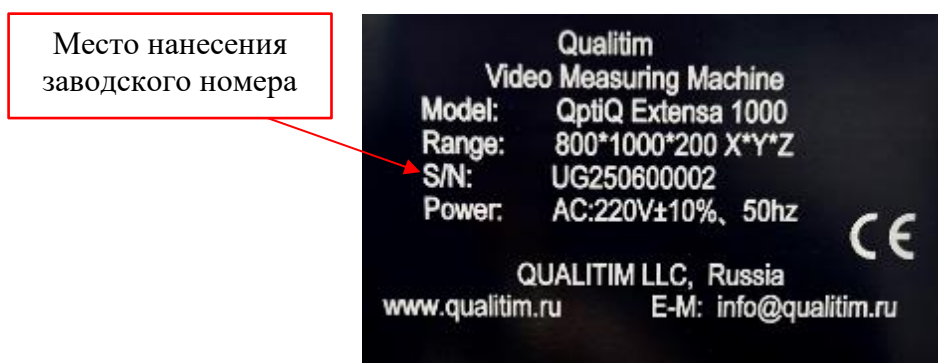 Место нанесения
заводского номера
Qualitim
Video Measuring Machine
Model: QptiQ Extensa 1000
Range: 800*1000*200 X*Y*Z
S/N: UG250600002
Power: AC:220V±10%、50hz
CE
QUALITIM LLC, Russia
www.qualitim.ru E-M: info@qualitim.ru